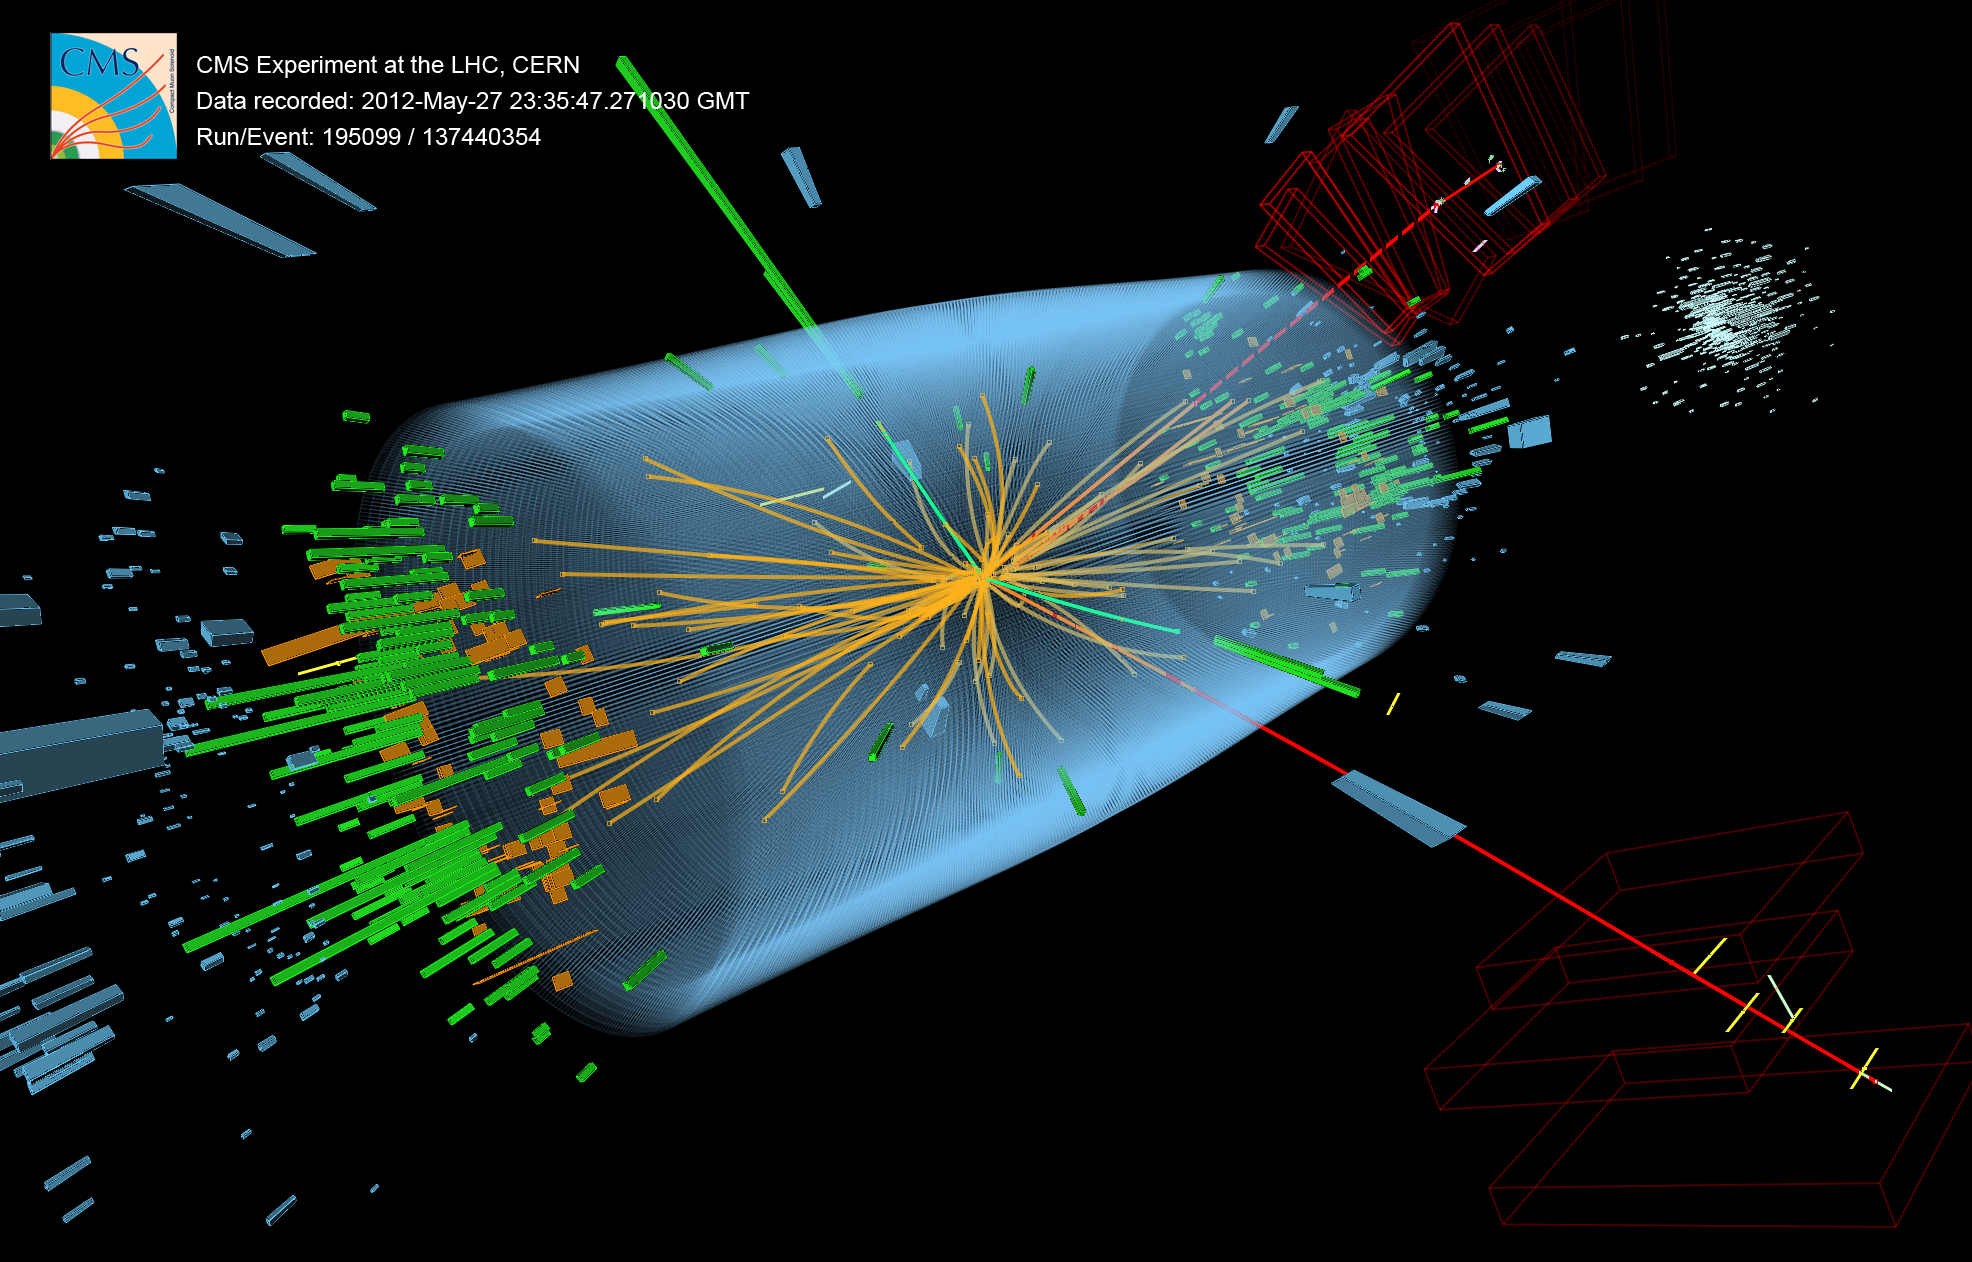 CMS
Compact Muon Solenoid
CMS Experiment at the LHC, CERN
Data recorded: 2012-May-27 23:35:47.271030 GMT
Run/Event: 195099 / 137440354